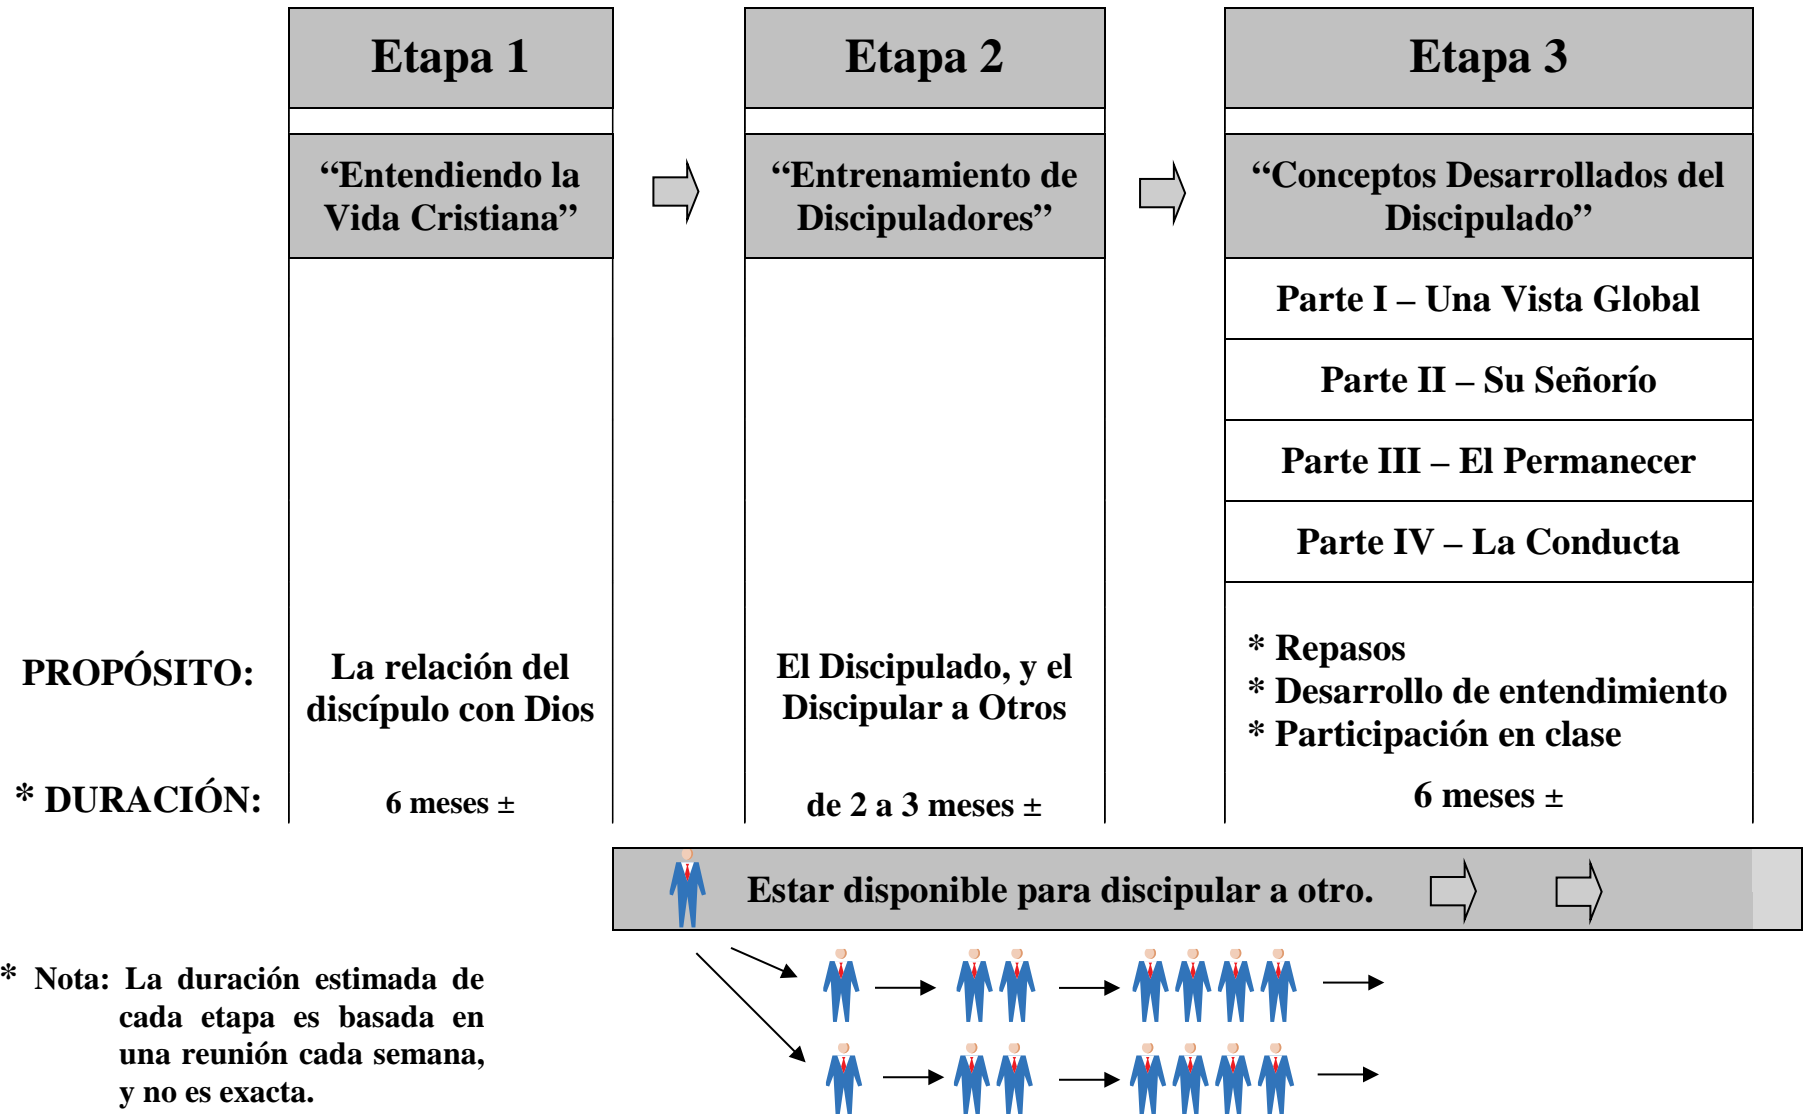 Etapa 1
Etapa 2
Etapa 3
“Entendiendo la
Vida Cristiana”
“Entrenamiento de
Discipuladores”
“Conceptos Desarrollados del
Discipulado”
Parte I – Una Vista Global
Parte II – Su Señorío
Parte III – El Permanecer
Parte IV – La Conducta
PROPÓSITO:
La relación del
discípulo con Dios
El Discipulado, y el
Discipular a Otros
* Repasos
* Desarrollo de entendimiento
* Participación en clase
* DURACIÓN:
6 meses ±
de 2 a 3 meses ±
6 meses ±
Estar disponible para discipular a otro.
* Nota: La duración estimada de
cada etapa es basada en
una reunión cada semana,
y no es exacta.